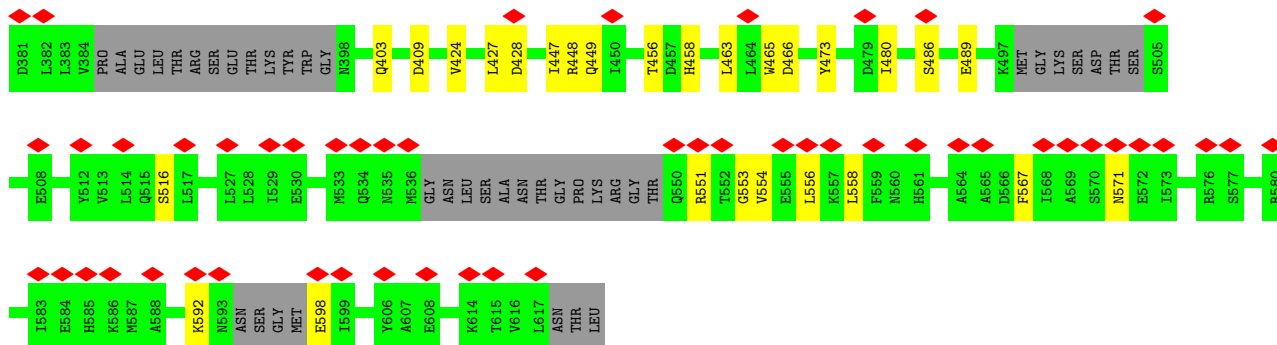 D381 L382 L383 V384 PRO ALA GLU LEU THR ARG SER GLU THR LYS TYR TRP GLY N398 Q403 D409 V424 L427 D428 I447 R448 Q449 I450 T456 D457 H458 L463 L464 W465 D466 Y473 D479 I480 S486 E489 K497 MET GLY LYS SER ASP THR SER S505
E508 Y512 V513 L514 Q515 S516 L517 L527 L528 I529 E530 M533 Q534 N535 M536 GLY ASN LEU SER ALA ASN THR GLY PRO LYS ARG GLY THR Q550 R551 T552 G553 V554 E555 L556 K557 L558 F559 N560 H561 A564 A565 D566 F567 I568 A569 S570 N571 E572 I573 R576 S577 R580
I583 E584 H585 K586 M587 A588 K592 N593 ASN SER GLY MET E598 I599 Y606 A607 E608 K614 T615 V616 L617 ASN THR LEU